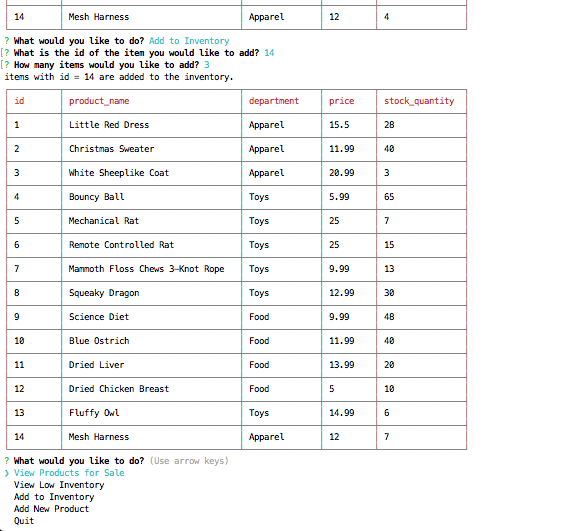 14 Mesh Harness Apparel 12 4
? What would you like to do? Add to Inventory
[? What is the id of the item you would like to add? 14
[? How many items would you like to add? 3
items with id = 14 are added to the inventory.
id product_name department price stock_quantity
1 Little Red Dress Apparel 15.5 28
2 Christmas Sweater Apparel 11.99 40
3 White Sheeplike Coat Apparel 20.99 3
4 Bouncy Ball Toys 5.99 65
5 Mechanical Rat Toys 25 7
6 Remote Controlled Rat Toys 25 15
7 Mammoth Floss Chews 3-Knot Rope Toys 9.99 13
8 Squeaky Dragon Toys 12.99 30
9 Science Diet Food 9.99 48
10 Blue Ostrich Food 11.99 40
11 Dried Liver Food 13.99 20
12 Dried Chicken Breast Food 5 10
13 Fluffy Owl Toys 14.99 6
14 Mesh Harness Apparel 12 7
? What would you like to do? (Use arrow keys)
❯ View Products for Sale
View Low Inventory
Add to Inventory
Add New Product
Quit